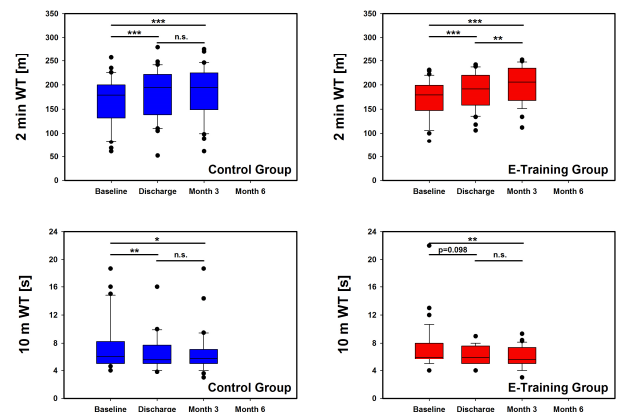 2 min WT [m]
350
300
250
200
150
100
50
0
***
***
n.s.
Control Group
Baseline Discharge Month 3 Month 6
2 min WT [m]
350
300
250
200
150
100
50
0
***
***
**
E-Training Group
Baseline Discharge Month 3 Month 6
10 m WT [s]
24
20
16
12
8
4
*
**
n.s.
Control Group
Baseline Discharge Month 3 Month 6
10 m WT [s]
24
20
16
12
8
4
**
p=0.098
n.s.
E-Training Group
Baseline Discharge Month 3 Month 6